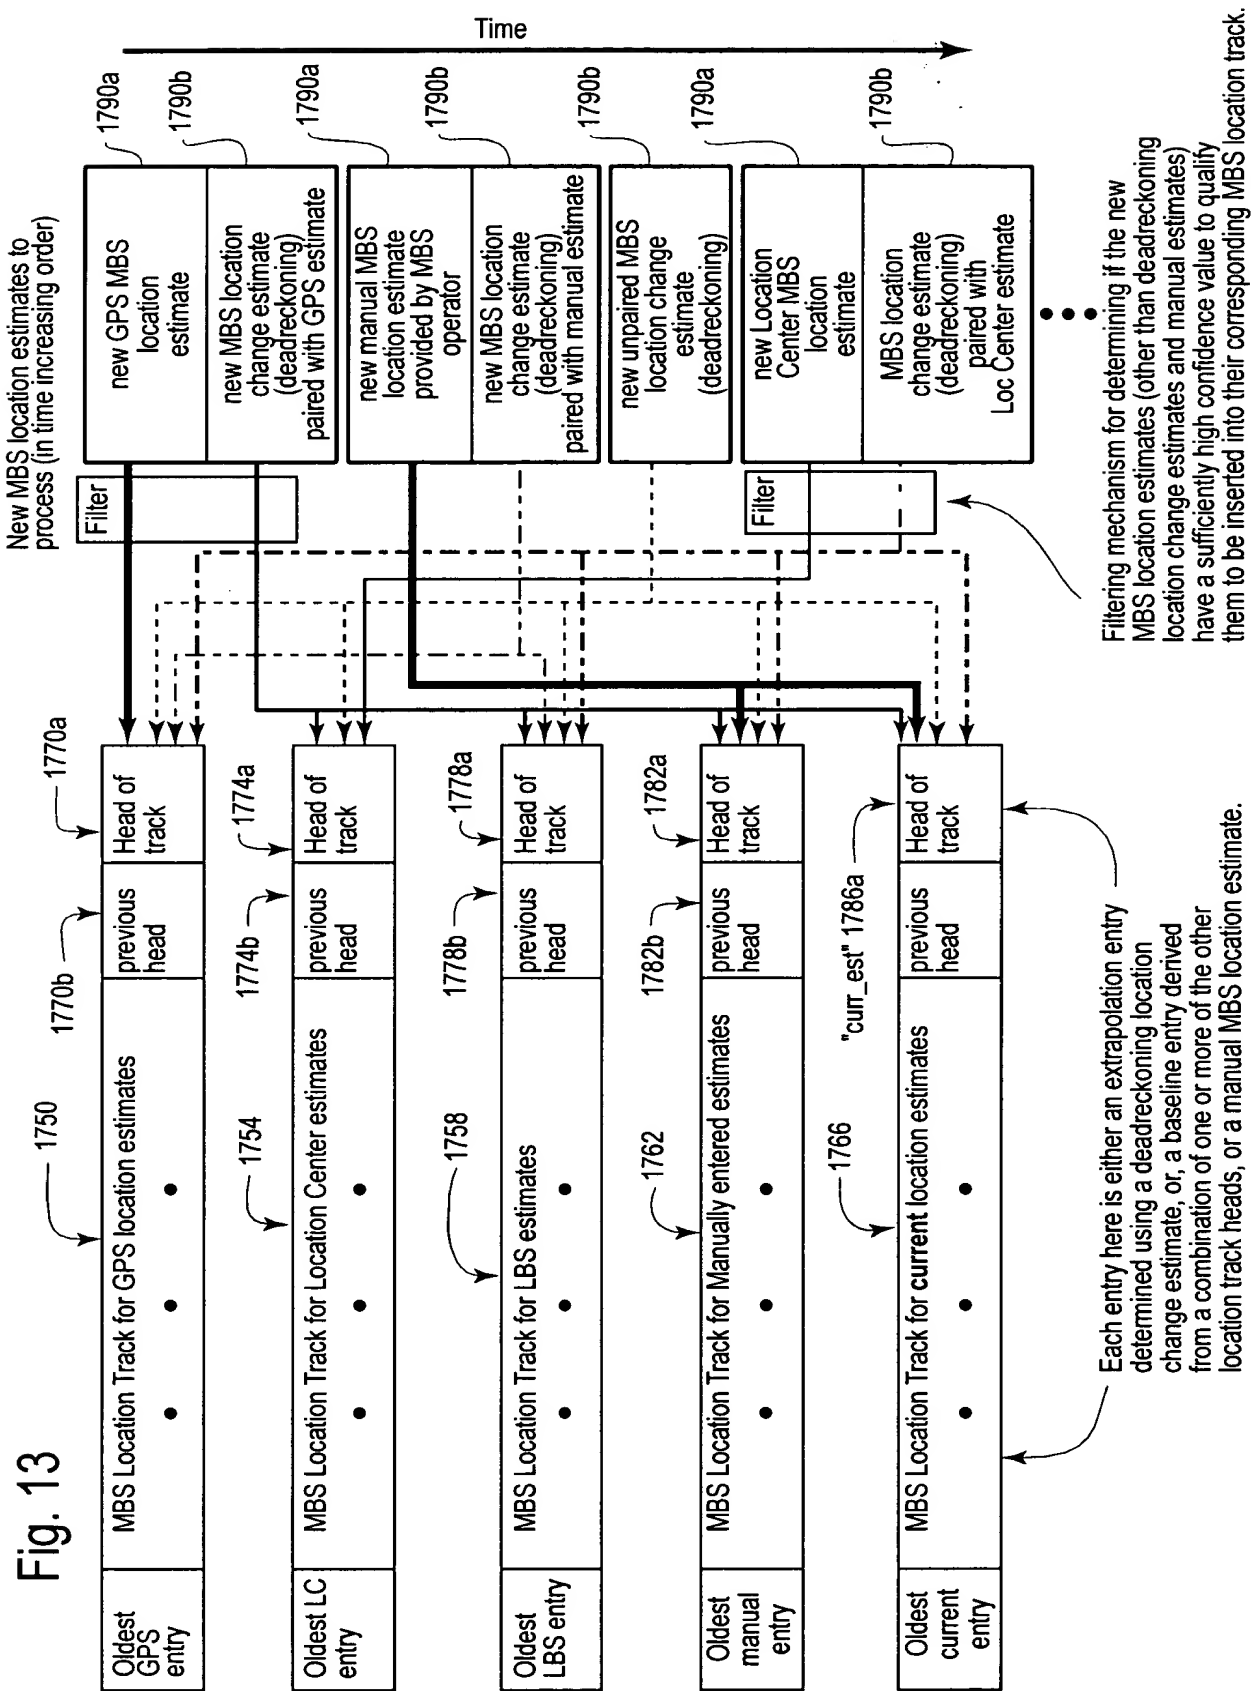 Fig. 13
New MBS location estimates to
process (in time increasing order)
Time
1790a
1790b
1790a
1790b
1790b
1790a
1790b
new GPS MBS
location
estimate
new MBS location
change estimate
(deadreckoning)
paired with GPS estimate
new manual MBS
location estimate
provided by MBS
operator
new MBS location
change estimate
(deadreckoning)
paired with manual estimate
new unpaired MBS
location change
estimate
(deadreckoning)
new Location
Center MBS
location
estimate
MBS location
change estimate
(deadreckoning)
paired with
Loc Center estimate
Filter
Filter
Filtering mechanism for determining if the new
MBS location estimates (other than deadreckoning
location change estimates and manual estimates)
have a sufficiently high confidence value to qualify
them to be inserted into their corresponding MBS location track.
1750
1770b
1770a
Oldest
GPS
entry
MBS Location Track for GPS location estimates
previous
head
Head of
track
1754
1774b
1774a
Oldest LC
entry
MBS Location Track for Location Center estimates
previous
head
Head of
track
1758
1778b
1778a
Oldest
LBS entry
MBS Location Track for LBS estimates
previous
head
Head of
track
1762
1782b
1782a
Oldest
manual
entry
MBS Location Track for Manually entered estimates
previous
head
Head of
track
1766
"curr_est" 1786a
Oldest
current
entry
MBS Location Track for current location estimates
previous
head
Head of
track
Each entry here is either an extrapolation entry
determined using a deadreckoning location
change estimate, or, a baseline entry derived
from a combination of one or more of the other
location track heads, or a manual MBS location estimate.